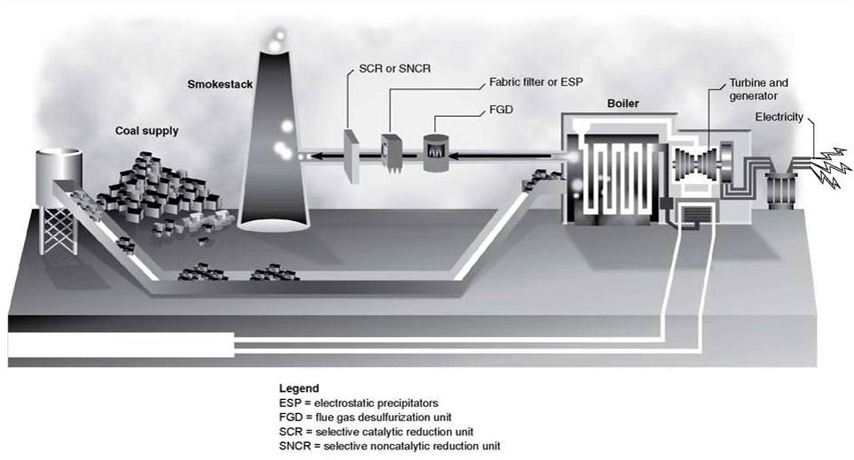 SCR or SNCR
Smokestack
Fabric filter or ESP
FGD
Boiler
Turbine and
generator
Electricity
Coal supply
Legend
ESP = electrostatic precipitators
FGD = flue gas desulfurization unit
SCR = selective catalytic reduction unit
SNCR = selective noncatalytic reduction unit